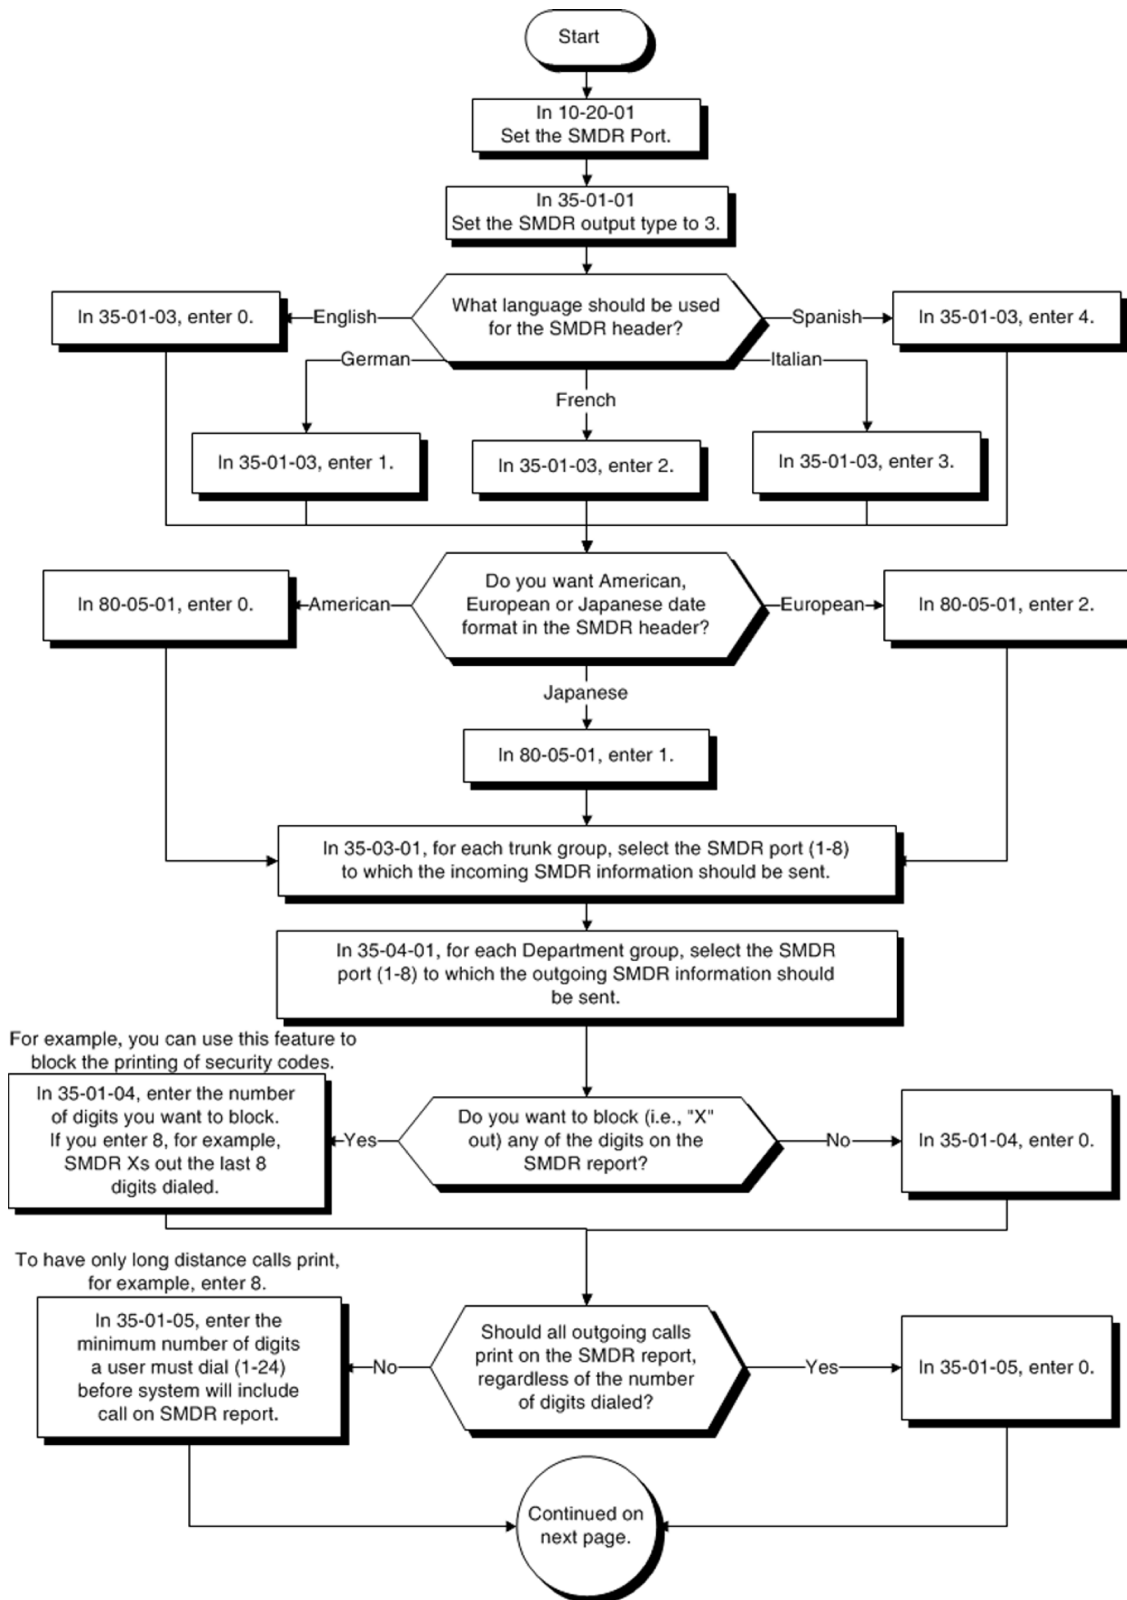 Start
In 10-20-01
Set the SMDR Port.
In 35-01-01
Set the SMDR output type to 3.
What language should be used
for the SMDR header?
English
In 35-01-03, enter 0.
Spanish
In 35-01-03, enter 4.
German
Italian
French
In 35-01-03, enter 1.
In 35-01-03, enter 2.
In 35-01-03, enter 3.
Do you want American,
European or Japanese date
format in the SMDR header?
American
In 80-05-01, enter 0.
European
In 80-05-01, enter 2.
Japanese
In 80-05-01, enter 1.
In 35-03-01, for each trunk group, select the SMDR port (1-8)
to which the incoming SMDR information should be sent.
In 35-04-01, for each Department group, select the SMDR
port (1-8) to which the outgoing SMDR information should
be sent.
For example, you can use this feature to
block the printing of security codes.
In 35-01-04, enter the number
of digits you want to block.
If you enter 8, for example,
SMDR Xs out the last 8
digits dialed.
Yes
Do you want to block (i.e., "X"
out) any of the digits on the
SMDR report?
No
In 35-01-04, enter 0.
To have only long distance calls print,
for example, enter 8.
In 35-01-05, enter the
minimum number of digits
a user must dial (1-24)
before system will include
call on SMDR report.
No
Should all outgoing calls
print on the SMDR report,
regardless of the number
of digits dialed?
Yes
In 35-01-05, enter 0.
Continued on
next page.